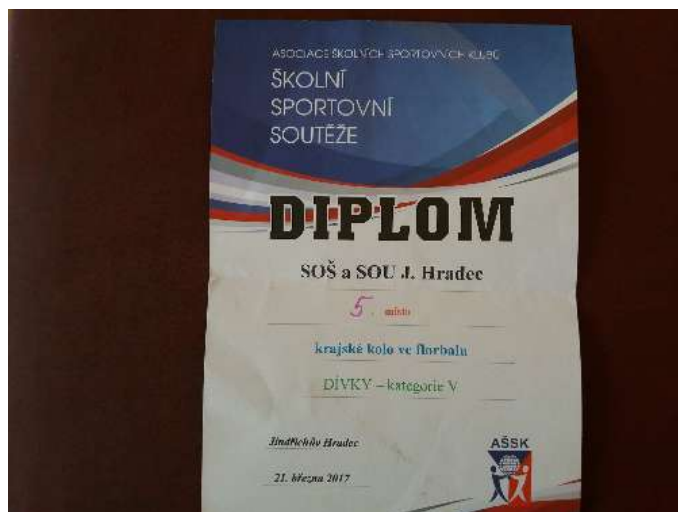 ASOCIACE ŠKOLNÍCH SPORTOVNÍCH KLUBŮ
ŠKOLNÍ
SPORTOVNÍ
SOUTĚŽE
DIPLOM
SOŠ a SOU J. Hradec
5. místo
krajské kolo ve florbalu
DÍVKY – kategorie V
Jindřichův Hradec
AŠSK
21. března 2017